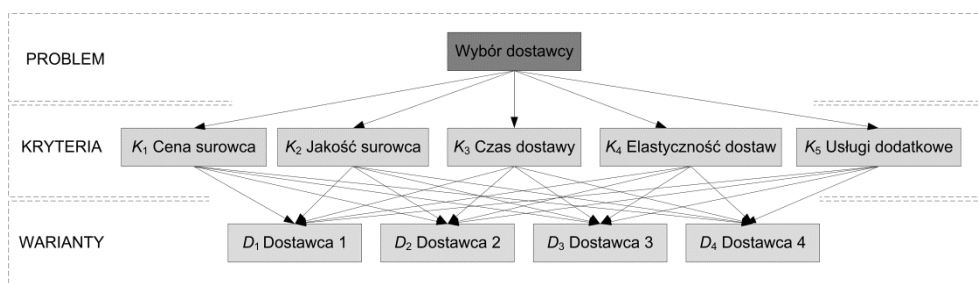 PROBLEM
Wybór dostawcy
KRYTERIA
K₁ Cena surowca
K₂ Jakość surowca
K₃ Czas dostawy
K₄ Elastyczność dostaw
K₅ Usługi dodatkowe
WARIANTY
D₁ Dostawca 1
D₂ Dostawca 2
D₃ Dostawca 3
D₄ Dostawca 4